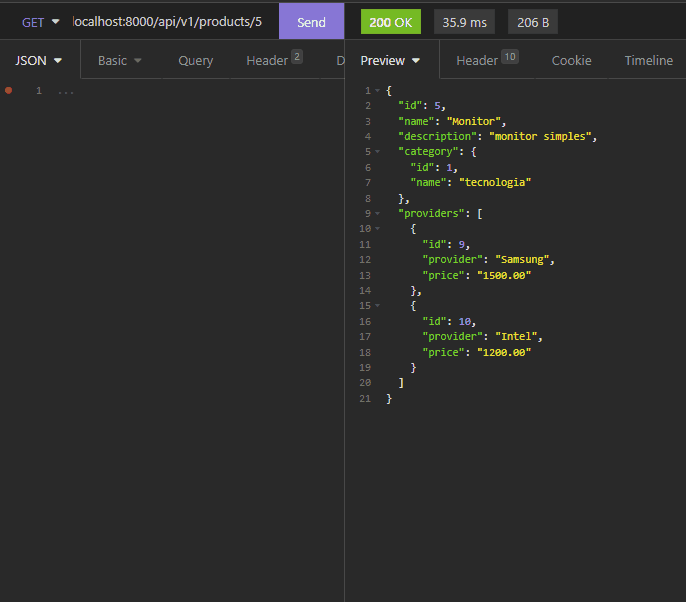 GET localhost:8000/api/v1/products/5 Send 200 OK 35.9 ms 206 B
JSON Basic Query Header 2 D Preview Header 10 Cookie Timeline
1 ...
1 {
2 "id": 5,
3 "name": "Monitor",
4 "description": "monitor simples",
5 "category": {
6 "id": 1,
7 "name": "tecnologia"
8 },
9 "providers": [
10 {
11 "id": 9,
12 "provider": "Samsung",
13 "price": "1500.00"
14 },
15 {
16 "id": 10,
17 "provider": "Intel",
18 "price": "1200.00"
19 }
20 ]
21 }